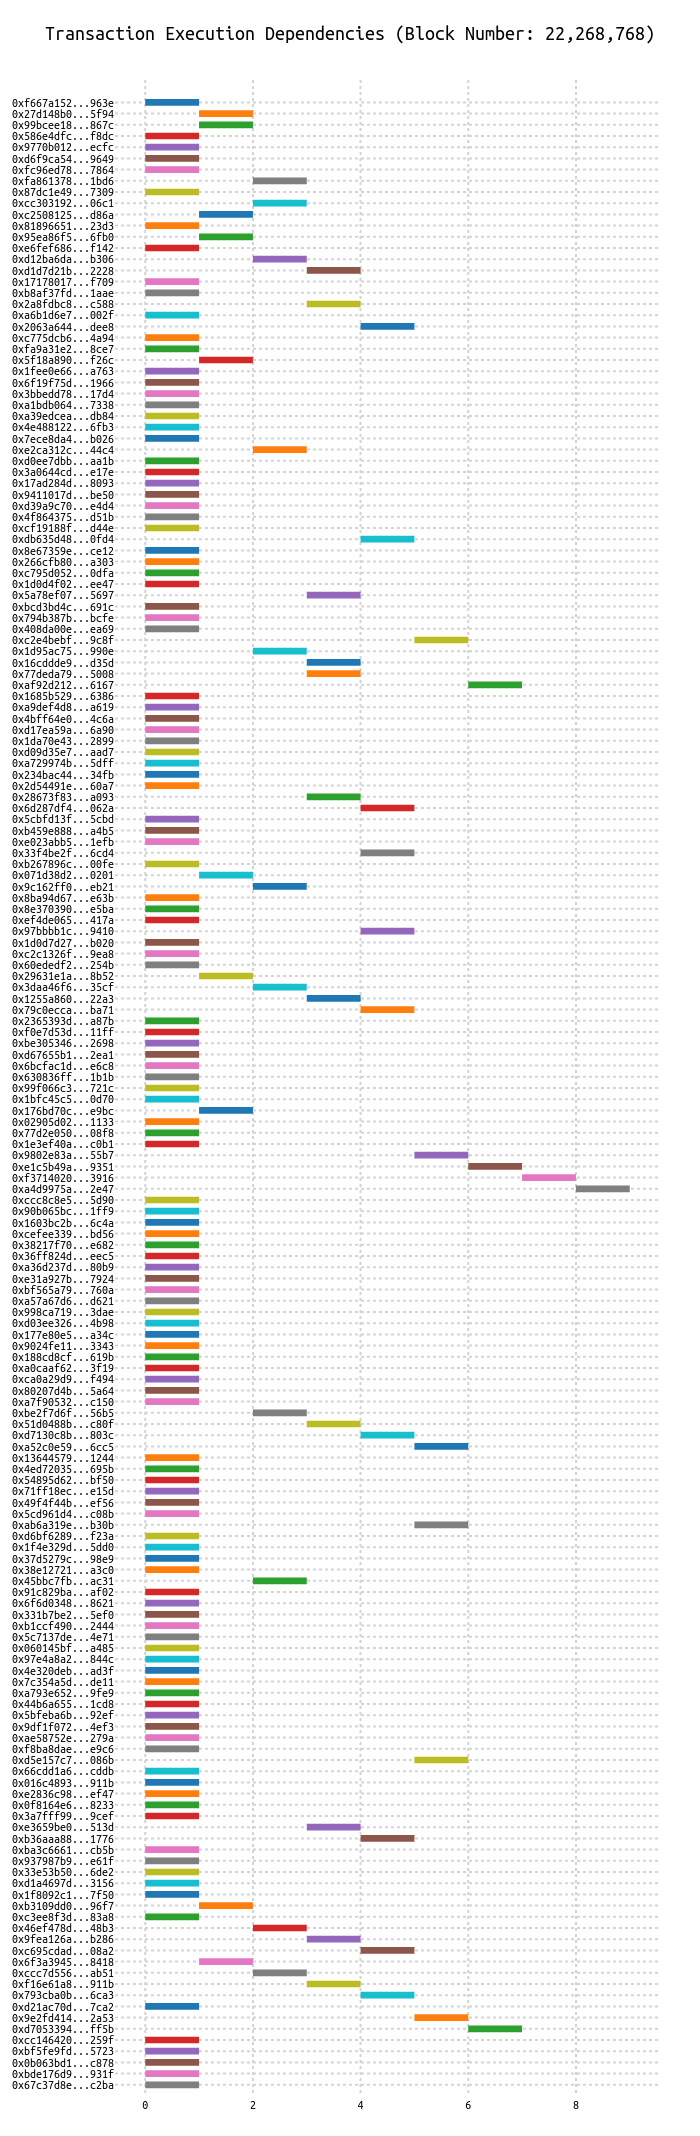 Transaction Execution Dependencies (Block Number: 22,268,768)
0xf667a152...963e
0x27d148b0...5f94
0x99bcee18...867c
0x586e4dfc...f8dc
0x9770b012...ecfc
0xd6f9ca54...9649
0xfc96ed78...7864
0xfa861378...1bd6
0x87dc1e49...7309
0xcc303192...06c1
0xc2508125...d86a
0x81896651...23d3
0x95ea86f5...6fb0
0xe6fef686...f142
0xd12ba6da...b306
0xd1d7d21b...2228
0x17178017...f709
0xb8af37fd...1aae
0x2a8fdbc8...c588
0xa6b1d6e7...002f
0x2063a644...dee8
0xc775dcb6...4a94
0xfa9a31e2...8ce7
0x5f18a890...f26c
0x1fee0e66...a763
0x6f19f75d...1966
0x3bbedd78...17d4
0xa1bdb064...7338
0xa39edcea...db84
0x4e488122...6fb3
0x7ece8da4...b026
0xe2ca312c...44c4
0xd0ee7dbb...aa1b
0x3a0644cd...e17e
0x17ad284d...8093
0x9411017d...be50
0xd39a9c70...e4d4
0x4f864375...d51b
0xcf19188f...d44e
0xdb635d48...0fd4
0x8e67359e...ce12
0x266cfb80...a303
0xc795d052...0dfa
0x1d0d4f02...ee47
0x5a78ef07...5697
0xbcd3bd4c...691c
0x794b387b...bcfe
0x408da00e...ea69
0xc2e4bebf...9c8f
0x1d95ac75...990e
0x16cddde9...d35d
0x77deda79...5008
0xaf92d212...6167
0x1685b529...6386
0xa9def4d8...a619
0x4bff64e0...4c6a
0xd17ea59a...6a90
0x1da70e43...2899
0xd09d35e7...aad7
0xa729974b...5dff
0x234bac44...34fb
0x2d54491e...60a7
0x28673f83...a093
0x6d287df4...062a
0x5cbfd13f...5cbd
0xb459e888...a4b5
0xe023abb5...1efb
0x33f4be2f...6cd4
0xb267896c...00fe
0x071d38d2...0201
0x9c162ff0...eb21
0x8ba94d67...e63b
0x8e370390...e5ba
0xef4de065...417a
0x97bbbb1c...9410
0x1d0d7d27...b020
0xc2c1326f...9ea8
0x60ededf2...254b
0x29631e1a...8b52
0x3daa46f6...35cf
0x1255a860...22a3
0x79c0ecca...ba71
0x2365393d...a87b
0xf0e7d53d...11ff
0xbe305346...2698
0xd67655b1...2ea1
0x6bcfac1d...e6c8
0x630836ff...1b1b
0x99f066c3...721c
0x1bfc45c5...0d70
0x176bd70c...e9bc
0x02905d02...1133
0x77d2e050...08f8
0x1e3ef40a...c0b1
0x9802e83a...55b7
0xe1c5b49a...9351
0xf3714020...3916
0xa4d9975a...2e47
0xccc8c8e5...5d90
0x90b065bc...1ff9
0x1603bc2b...6c4a
0xcefee339...bd56
0x38217f70...e682
0x36ff824d...eec5
0xa36d237d...80b9
0xe31a927b...7924
0xbf565a79...760a
0xa57a67d6...d621
0x998ca719...3dae
0xd03ee326...4b98
0x177e80e5...a34c
0x9024fe11...3343
0x188cd8cf...619b
0xa0caaf62...3f19
0xca0a29d9...f494
0x80207d4b...5a64
0xa7f90532...c150
0xbe2f7d6f...56b5
0x51d0488b...c80f
0xd7130c8b...803c
0xa52c0e59...6cc5
0x13644579...1244
0x4ed72035...695b
0x54895d62...bf50
0x71ff18ec...e15d
0x49f4f44b...ef56
0x5cd961d4...c08b
0xab6a319e...b30b
0xd6bf6289...f23a
0x1f4e329d...5dd0
0x37d5279c...98e9
0x38e12721...a3c0
0x45bbc7fb...ac31
0x91c829ba...af02
0x6f6d0348...8621
0x331b7be2...5ef0
0xb1ccf490...2444
0x5c7137de...4e71
0x060145bf...a485
0x97e4a8a2...844c
0x4e320deb...ad3f
0x7c354a5d...de11
0xa793e652...9fe9
0x44b6a655...1cd8
0x5bfeba6b...92ef
0x9df1f072...4ef3
0xae58752e...279a
0xf8ba8dae...e9c6
0xd5e157c7...086b
0x66cdd1a6...cddb
0x016c4893...911b
0xe2836c98...ef47
0x0f8164e6...8233
0x3a7fff99...9cef
0xe3659be0...513d
0xb36aaa88...1776
0xba3c6661...cb5b
0x937987b9...e61f
0x33e53b50...6de2
0xd1a4697d...3156
0x1f8092c1...7f50
0xb3109dd0...96f7
0xc3ee8f3d...83a8
0x46ef478d...48b3
0x9fea126a...b286
0xc695cdad...08a2
0x6f3a3945...8418
0xccc7d556...ab51
0xf16e61a8...911b
0x793cba0b...6ca3
0xd21ac70d...7ca2
0x9e2fd414...2a53
0xd7053394...ff5b
0xcc146420...259f
0xbf5fe9fd...5723
0x0b063bd1...c878
0xbde176d9...931f
0x67c37d8e...c2ba
0 2 4 6 8